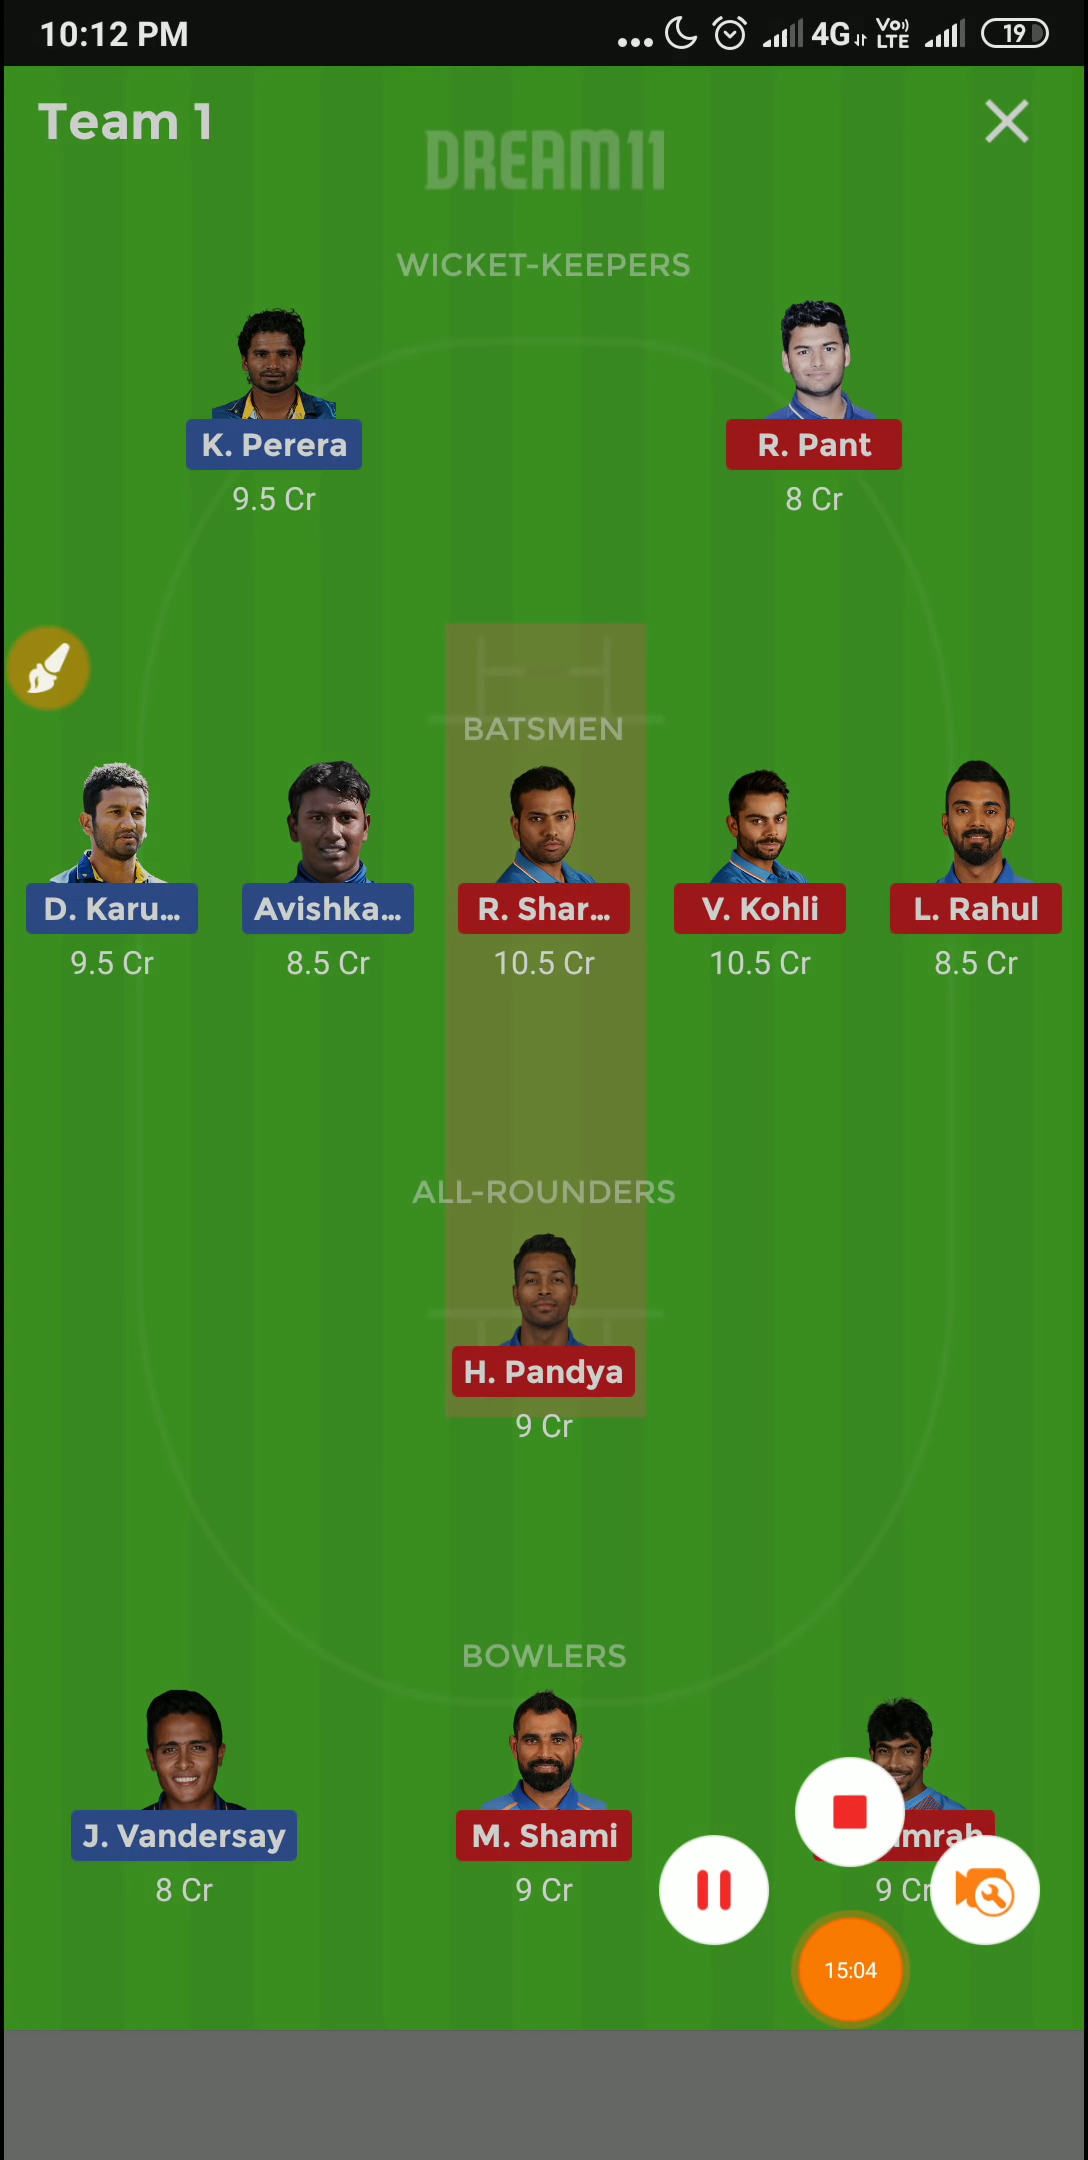 10:12 PM ... 4G Vo)) LTE 19
Team 1
DREAM11
WICKET-KEEPERS
K. Perera R. Pant
9.5 Cr 8 Cr
BATSMEN
D. Karu... Avishka... R. Shar... V. Kohli L. Rahul
9.5 Cr 8.5 Cr 10.5 Cr 10.5 Cr 8.5 Cr
ALL-ROUNDERS
H. Pandya
9 Cr
BOWLERS
J. Vandersay M. Shami
8 Cr 9 Cr 9 Cr
15:04